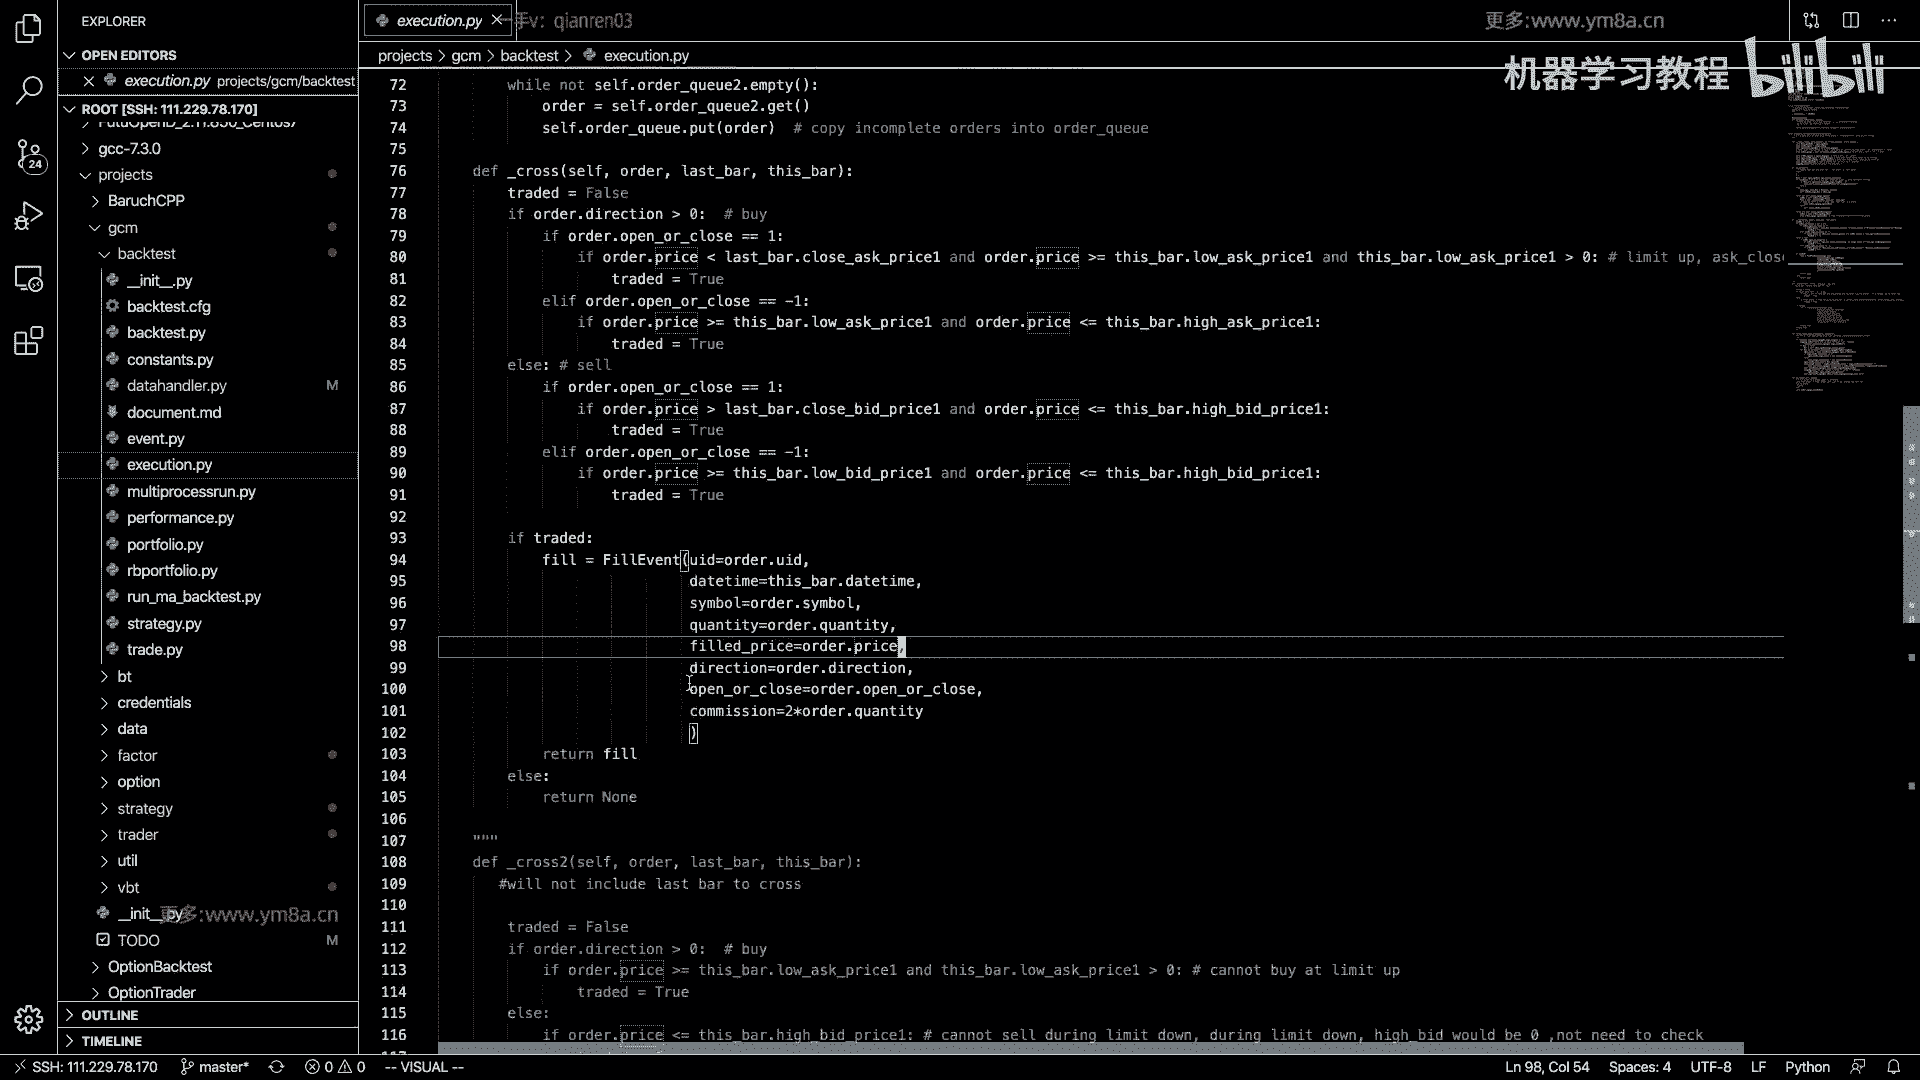 EXPLORER
execution.py
手v: qianren03
更多:www.ym8a.cn
OPEN EDITORS
execution.py projects/gcm/backtest
ROOT [SSH: 111.229.78.170]
gcc-7.3.0
projects
BaruchCPP
gcm
backtest
__init__.py
backtest.cfg
backtest.py
constants.py
datahandler.py M
document.md
event.py
execution.py
multiprocessrun.py
performance.py
portfolio.py
rbportfolio.py
run_ma_backtest.py
strategy.py
trade.py
bt
credentials
data
factor
option
strategy
trader
util
vbt
__init__.py
更多:www.ym8a.cn
TODO M
OptionBacktest
OptionTrader
OUTLINE
TIMELINE
24
projects > gcm > backtest > execution.py
机器学习教程 bilibili
72 while not self.order_queue2.empty():
73 order = self.order_queue2.get()
74 self.order_queue.put(order) # copy incomplete orders into order_queue
75
76 def _cross(self, order, last_bar, this_bar):
77 traded = False
78 if order.direction > 0: # buy
79 if order.open_or_close == 1:
80 if order.price < last_bar.close_ask_price1 and order.price >= this_bar.low_ask_price1 and this_bar.low_ask_price1 > 0: # limit up, ask_clos
81 traded = True
82 elif order.open_or_close == -1:
83 if order.price >= this_bar.low_ask_price1 and order.price <= this_bar.high_ask_price1:
84 traded = True
85 else: # sell
86 if order.open_or_close == 1:
87 if order.price > last_bar.close_bid_price1 and order.price <= this_bar.high_bid_price1:
88 traded = True
89 elif order.open_or_close == -1:
90 if order.price >= this_bar.low_bid_price1 and order.price <= this_bar.high_bid_price1:
91 traded = True
92
93 if traded:
94 fill = FillEvent(uid=order.uid,
95 datetime=this_bar.datetime,
96 symbol=order.symbol,
97 quantity=order.quantity,
98 filled_price=order.price,
99 direction=order.direction,
100 open_or_close=order.open_or_close,
101 commission=2*order.quantity
102 )
103 return fill
104 else:
105 return None
106
107 """
108 def _cross2(self, order, last_bar, this_bar):
109 #will not include last bar to cross
110
111 traded = False
112 if order.direction > 0: # buy
113 if order.price >= this_bar.low_ask_price1 and this_bar.low_ask_price1 > 0: # cannot buy at limit up
114 traded = True
115 else:
116 if order.price <= this_bar.high_bid_price1: # cannot sell during limit down, during limit down, high_bid would be 0 ,not need to check
SSH: 111.229.78.170 master* 0 0 -- VISUAL -- Ln 98, Col 54 Spaces: 4 UTF-8 LF Python